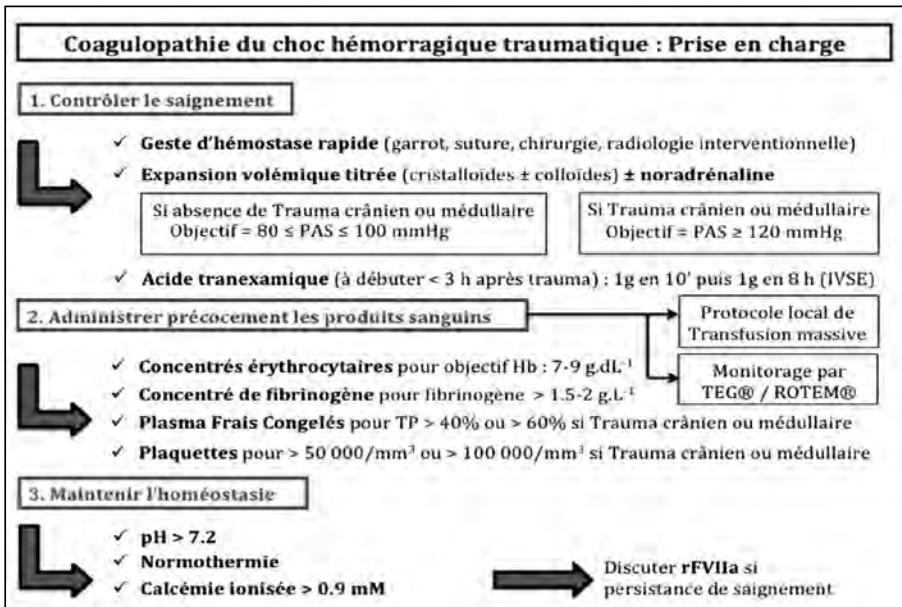 Coagulopathie du choc hémorragique traumatique : Prise en charge
1. Contrôler le saignement
✓ Geste d'hémostase rapide (garrot, suture, chirurgie, radiologie interventionnelle)
✓ Expansion volémique titrée (cristalloïdes ± colloïdes) ± noradrénaline
Si absence de Trauma crânien ou médullaire
Objectif = 80 ≤ PAS ≤ 100 mmHg
Si Trauma crânien ou médullaire
Objectif = PAS ≥ 120 mmHg
✓ Acide tranexamique (à débuter < 3 h après trauma) : 1g en 10' puis 1g en 8 h (IVSE)
2. Administrer précocement les produits sanguins
Protocole local de
Transfusion massive
Monitorage par
TEG® / ROTEM®
✓ Concentrés érythrocytaires pour objectif Hb : 7-9 g.dL⁻¹
✓ Concentré de fibrinogène pour fibrinogène > 1.5-2 g.L⁻¹
✓ Plasma Frais Congelés pour TP > 40% ou > 60% si Trauma crânien ou médullaire
✓ Plaquettes pour > 50 000/mm³ ou > 100 000/mm³ si Trauma crânien ou médullaire
3. Maintenir l'homéostasie
✓ pH > 7.2
✓ Normothermie
✓ Calcémie ionisée > 0.9 mM
Discuter rFVIIa si
persistance de saignement